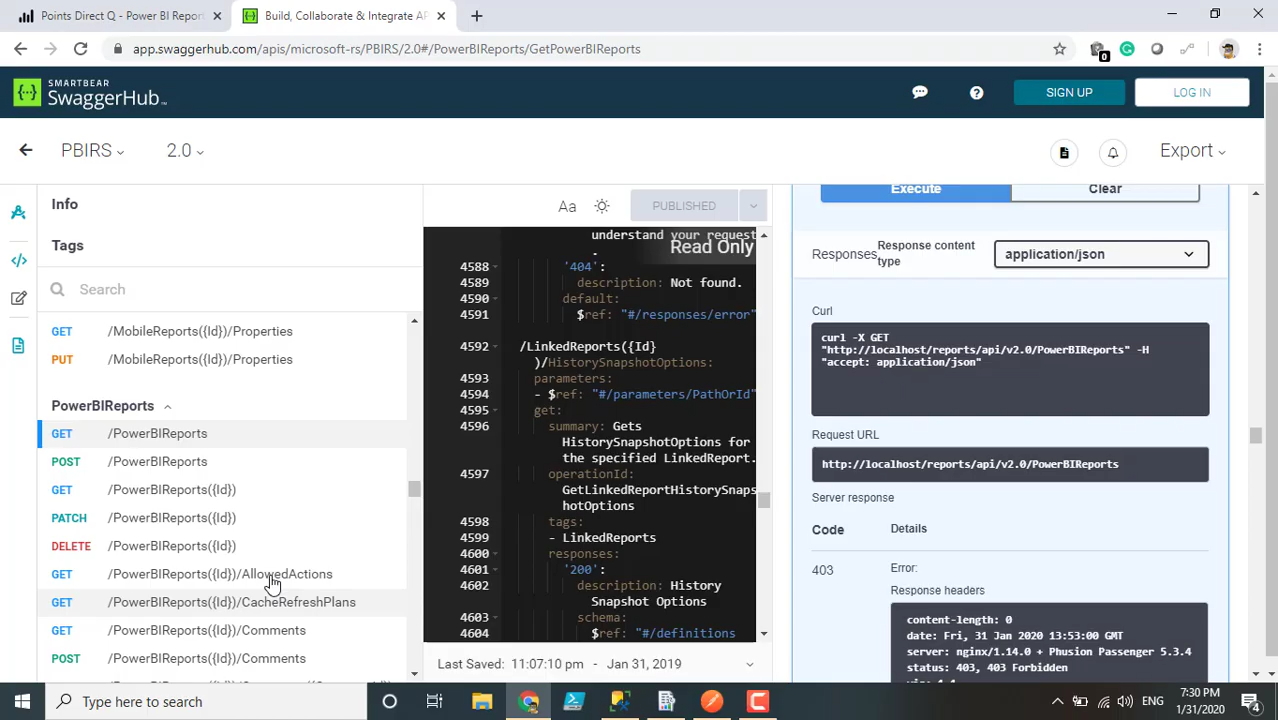 Points Direct Q - Power BI Report
Build, Collaborate & Integrate AP
app.swaggerhub.com/apis/microsoft-rs/PBIRS/2.0#/PowerBIReports/GetPowerBIReports
0
SMARTBEAR
SwaggerHub™
SIGN UP
LOG IN
PBIRS
2.0
Export
Info
Tags
Search
GET /MobileReports({Id})/Properties
PUT /MobileReports({Id})/Properties
PowerBIReports
GET /PowerBIReports
POST /PowerBIReports
GET /PowerBIReports({Id})
PATCH /PowerBIReports({Id})
DELETE /PowerBIReports({Id})
GET /PowerBIReports({Id})/AllowedActions
GET /PowerBIReports({Id})/CacheRefreshPlans
GET /PowerBIReports({Id})/Comments
POST /PowerBIReports({Id})/Comments
Aa
PUBLISHED
Read Only
understand your request
.
4588 '404':
4589 description: Not found.
4590 default:
4591 $ref: "#/responses/error"
4592 /LinkedReports({Id}
)/HistorySnapshotOptions:
4593 parameters:
4594 - $ref: "#/parameters/PathOrId"
4595 get:
4596 summary: Gets
HistorySnapshotOptions for
the specified LinkedReport.
4597 operationId:
GetLinkedReportHistorySnaps
hotOptions
4598 tags:
4599 - LinkedReports
4600 responses:
4601 '200':
4602 description: History
Snapshot Options
4603 schema:
4604 $ref: "#/definitions
Last Saved: 11:07:10 pm - Jan 31, 2019
Execute
Clear
Responses
Response content
type
application/json
Curl
curl -X GET
"http://localhost/reports/api/v2.0/PowerBIReports" -H
"accept: application/json"
Request URL
http://localhost/reports/api/v2.0/PowerBIReports
Server response
Code
Details
403
Error:
Response headers
content-length: 0
date: Fri, 31 Jan 2020 13:53:00 GMT
server: nginx/1.14.0 + Phusion Passenger 5.3.4
status: 403, 403 Forbidden
Type here to search
ENG
7:30 PM
1/31/2020
4